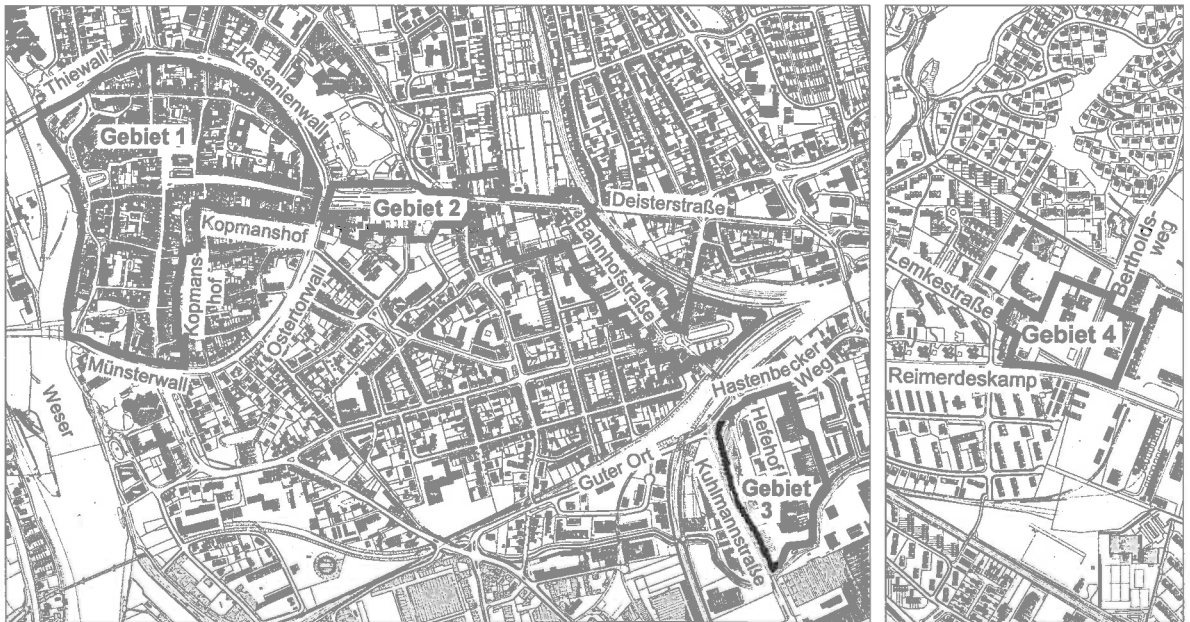 Thiewall
Kastanienwall
Gebiet 1
Gebiet 2
Kopmanshof
Kopmans-
hof
Ostertorwall
Münsterwall
Weser
Deisterstraße
Bahnhofstraße
Hastenbecker
Weg
Guter Ort
Hefehof
Kuhlmannstraße
Gebiet
3
Bertholds-
weg
Lemkestraße
Gebiet 4
Reimerdeskamp